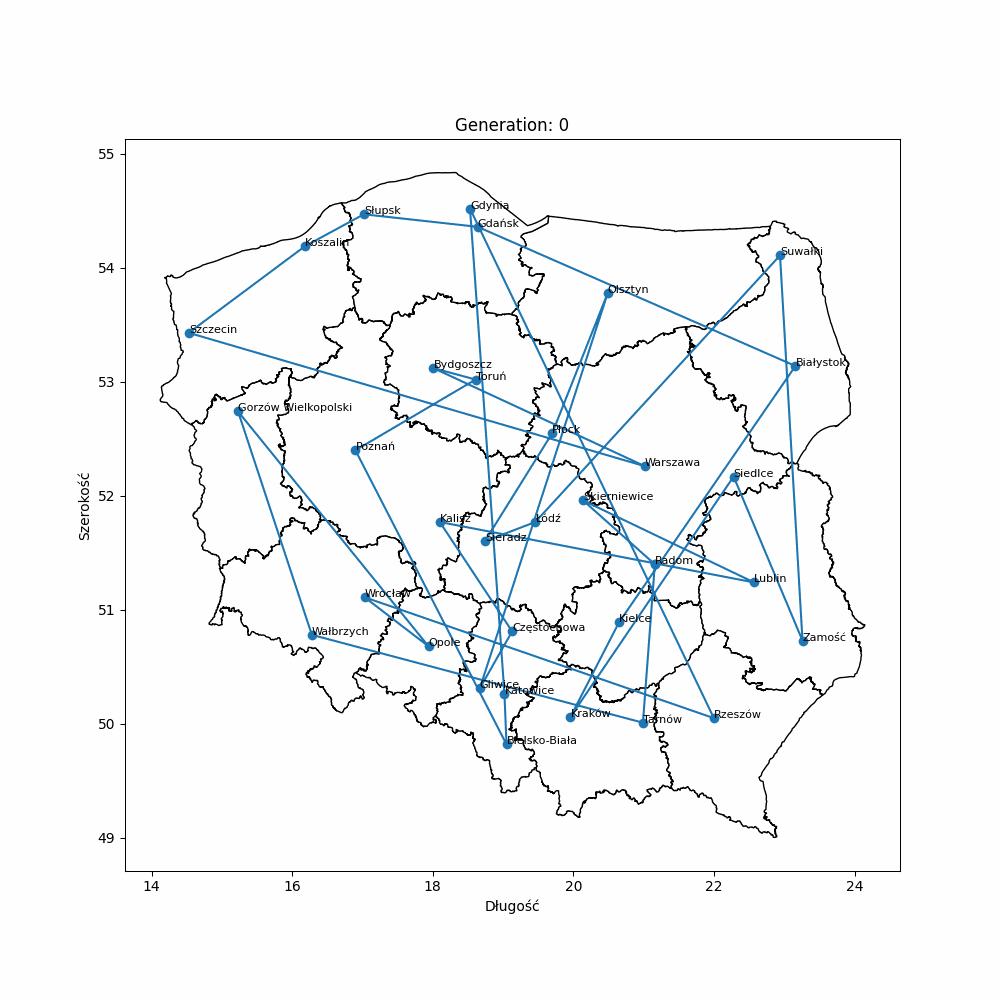 Generation: 0
55
54
53
52
51
50
49
Szerokość
Słupsk
Gdynia
Gdańsk
Koszalin
Suwałki
Olsztyn
Szczecin
Bydgoszcz
Toruń
Białystok
Gorzów Wielkopolski
Płock
Poznań
Warszawa
Siedlce
Skierniewice
Kalisz
Łódź
Sieradz
Radom
Lublin
Wrocław
Kielce
Częstochowa
Wałbrzych
Opole
Zamość
Gliwice
Katowice
Kraków
Tarnów
Rzeszów
Bielsko-Biała
14
16
18
20
22
24
Długość